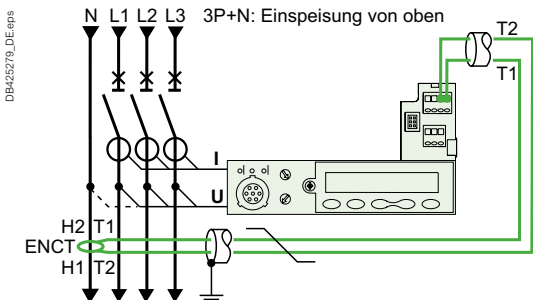 DB425279_DE.eps
N L1 L2 L3 3P+N: Einspeisung von oben
T2
T1
I
U
H2 T1
ENCT
H1 T2